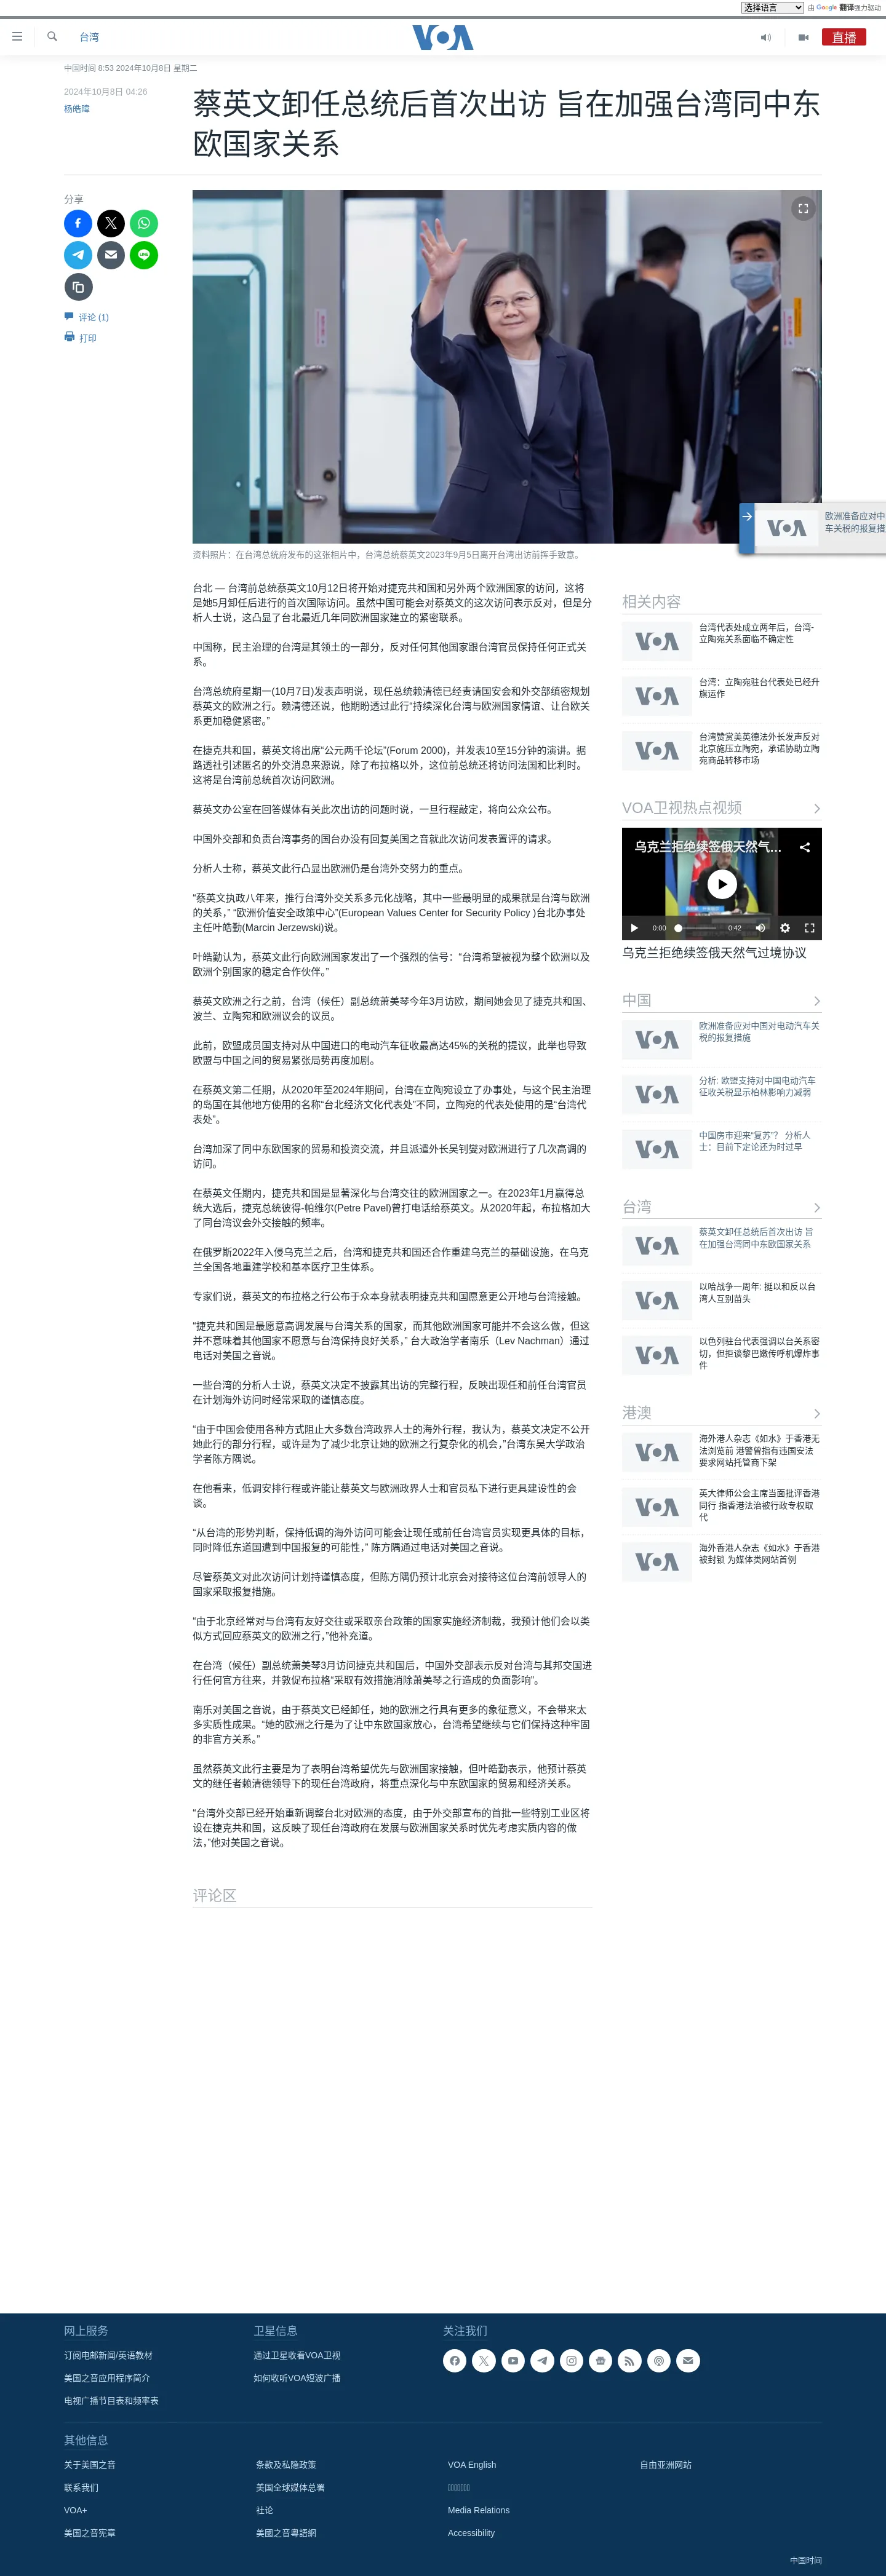 选择语言 由 Google 翻译强力驱动
台湾
VOA
直播
中国时间 8:53 2024年10月8日 星期二
2024年10月8日 04:26
杨皓暐
蔡英文卸任总统后首次出访 旨在加强台湾同中东
欧国家关系
分享
评论 (1)
打印
欧洲准备应对中
车关税的报复措
VOA
资料照片：在台湾总统府发布的这张相片中，台湾总统蔡英文2023年9月5日离开台湾出访前挥手致意。
台北 — 台湾前总统蔡英文10月12日将开始对捷克共和国和另外两个欧洲国家的访问，这将
是她5月卸任后进行的首次国际访问。虽然中国可能会对蔡英文的这次访问表示反对，但是分
析人士说，这凸显了台北最近几年同欧洲国家建立的紧密联系。
中国称，民主治理的台湾是其领土的一部分，反对任何其他国家跟台湾官员保持任何正式关
系。
台湾总统府星期一(10月7日)发表声明说，现任总统赖清德已经责请国安会和外交部缜密规划
蔡英文的欧洲之行。赖清德还说，他期盼透过此行“持续深化台湾与欧洲国家情谊、让台欧关
系更加稳健紧密。”
在捷克共和国，蔡英文将出席“公元两千论坛”(Forum 2000)，并发表10至15分钟的演讲。据
路透社引述匿名的外交消息来源说，除了布拉格以外，这位前总统还将访问法国和比利时。
这将是台湾前总统首次访问欧洲。
蔡英文办公室在回答媒体有关此次出访的问题时说，一旦行程敲定，将向公众公布。
中国外交部和负责台湾事务的国台办没有回复美国之音就此次访问发表置评的请求。
分析人士称，蔡英文此行凸显出欧洲仍是台湾外交努力的重点。
“蔡英文执政八年来，推行台湾外交关系多元化战略，其中一些最明显的成果就是台湾与欧洲
的关系，” “欧洲价值安全政策中心”(European Values Center for Security Policy )台北办事处
主任叶皓勤(Marcin Jerzewski)说。
叶皓勤认为，蔡英文此行向欧洲国家发出了一个强烈的信号：“台湾希望被视为整个欧洲以及
欧洲个别国家的稳定合作伙伴。”
蔡英文欧洲之行之前，台湾（候任）副总统萧美琴今年3月访欧，期间她会见了捷克共和国、
波兰、立陶宛和欧洲议会的议员。
此前，欧盟成员国支持对从中国进口的电动汽车征收最高达45%的关税的提议，此举也导致
欧盟与中国之间的贸易紧张局势再度加剧。
在蔡英文第二任期，从2020年至2024年期间，台湾在立陶宛设立了办事处，与这个民主治理
的岛国在其他地方使用的名称“台北经济文化代表处”不同，立陶宛的代表处使用的是“台湾代
表处”。
台湾加深了同中东欧国家的贸易和投资交流，并且派遣外长吴钊燮对欧洲进行了几次高调的
访问。
在蔡英文任期内，捷克共和国是显著深化与台湾交往的欧洲国家之一。在2023年1月赢得总
统大选后，捷克总统彼得-帕维尔(Petre Pavel)曾打电话给蔡英文。从2020年起，布拉格加大
了同台湾议会外交接触的频率。
在俄罗斯2022年入侵乌克兰之后，台湾和捷克共和国还合作重建乌克兰的基础设施，在乌克
兰全国各地重建学校和基本医疗卫生体系。
专家们说，蔡英文的布拉格之行公布于众本身就表明捷克共和国愿意更公开地与台湾接触。
“捷克共和国是最愿意高调发展与台湾关系的国家，而其他欧洲国家可能并不会这么做，但这
并不意味着其他国家不愿意与台湾保持良好关系，” 台大政治学者南乐（Lev Nachman）通过
电话对美国之音说。
一些台湾的分析人士说，蔡英文决定不披露其出访的完整行程，反映出现任和前任台湾官员
在计划海外访问时经常采取的谨慎态度。
“由于中国会使用各种方式阻止大多数台湾政界人士的海外行程，我认为，蔡英文决定不公开
她此行的部分行程，或许是为了减少北京让她的欧洲之行复杂化的机会，”台湾东吴大学政治
学者陈方隅说。
在他看来，低调安排行程或许能让蔡英文与欧洲政界人士和官员私下进行更具建设性的会
谈。
“从台湾的形势判断，保持低调的海外访问可能会让现任或前任台湾官员实现更具体的目标，
同时降低东道国遭到中国报复的可能性，” 陈方隅通过电话对美国之音说。
尽管蔡英文对此次访问计划持谨慎态度，但陈方隅仍预计北京会对接待这位台湾前领导人的
国家采取报复措施。
“由于北京经常对与台湾有友好交往或采取亲台政策的国家实施经济制裁，我预计他们会以类
似方式回应蔡英文的欧洲之行，”他补充道。
在台湾（候任）副总统萧美琴3月访问捷克共和国后，中国外交部表示反对台湾与其邦交国进
行任何官方往来，并敦促布拉格“采取有效措施消除萧美琴之行造成的负面影响”。
南乐对美国之音说，由于蔡英文已经卸任，她的欧洲之行具有更多的象征意义，不会带来太
多实质性成果。“她的欧洲之行是为了让中东欧国家放心，台湾希望继续与它们保持这种牢固
的非官方关系。”
虽然蔡英文此行主要是为了表明台湾希望优先与欧洲国家接触，但叶皓勤表示，他预计蔡英
文的继任者赖清德领导下的现任台湾政府，将重点深化与中东欧国家的贸易和经济关系。
“台湾外交部已经开始重新调整台北对欧洲的态度，由于外交部宣布的首批一些特别工业区将
设在捷克共和国，这反映了现任台湾政府在发展与欧洲国家关系时优先考虑实质内容的做
法，”他对美国之音说。
评论区
相关内容
VOA
台湾代表处成立两年后，台湾-
立陶宛关系面临不确定性
VOA
台湾：立陶宛驻台代表处已经升
旗运作
VOA
台湾赞赏美英德法外长发声反对
北京施压立陶宛，承诺协助立陶
宛商品转移市场
VOA卫视热点视频
乌克兰拒绝续签俄天然气…
0:00 0:42
乌克兰拒绝续签俄天然气过境协议
中国
VOA
欧洲准备应对中国对电动汽车关
税的报复措施
VOA
分析: 欧盟支持对中国电动汽车
征收关税显示柏林影响力减弱
VOA
中国房市迎来“复苏”？ 分析人
士：目前下定论还为时过早
台湾
VOA
蔡英文卸任总统后首次出访 旨
在加强台湾同中东欧国家关系
VOA
以哈战争一周年: 挺以和反以台
湾人互别苗头
VOA
以色列驻台代表强调以台关系密
切，但拒谈黎巴嫩传呼机爆炸事
件
港澳
VOA
海外港人杂志《如水》于香港无
法浏览前 港警曾指有违国安法
要求网站托管商下架
VOA
英大律师公会主席当面批评香港
同行 指香港法治被行政专权取
代
VOA
海外香港人杂志《如水》于香港
被封锁 为媒体类网站首例
网上服务
订阅电邮新闻/英语教材
美国之音应用程序简介
电视广播节目表和频率表
卫星信息
通过卫星收看VOA卫视
如何收听VOA短波广播
关注我们
其他信息
关于美国之音
联系我们
VOA+
美国之音宪章
条款及私隐政策
美国全球媒体总署
社论
美國之音粵語網
VOA English
Media Relations
Accessibility
自由亚洲网站
中国时间